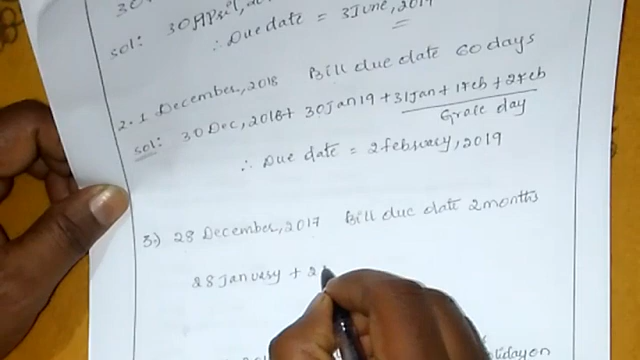 30
sol: 30 April,
∴ Due date = 3 June, 2019
2. 1 December, 2018 Bill due date 60 days
sol: 30 Dec, 2018 + 30 Jan 19 + 31 Jan + 1 Feb + 2 Feb
Grace day
∴ Due date = 2 february, 2019
3.) 28 December, 2017 Bill due date 2 months
28 January + 2